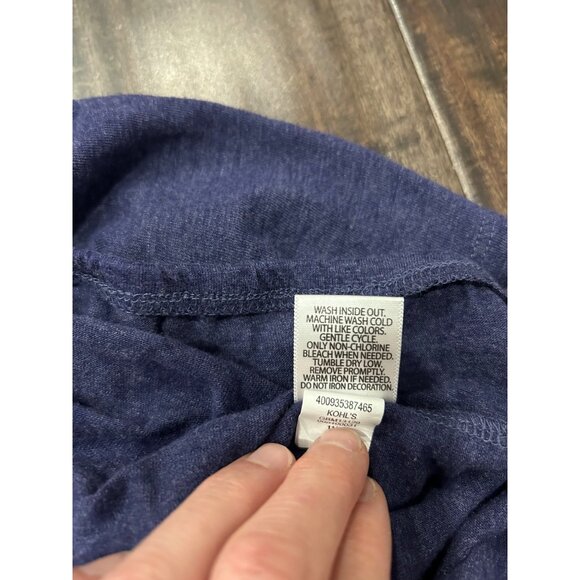 WASH INSIDE OUT.
MACHINE WASH COLD
WITH LIKE COLORS.
GENTLE CYCLE.
ONLY NON-CHLORINE
BLEACH WHEN NEEDED.
TUMBLE DRY LOW.
REMOVE PROMPTLY.
WARM IRON IF NEEDED.
DO NOT IRON DECORATION.
400935387465
KOHL'S